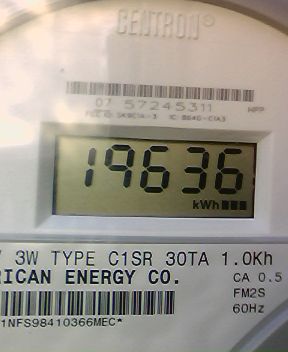 CENTRON®
07 57245311 HPP
19636
kWh
3W TYPE C1SR 30TA 1.0Kh
RICAN ENERGY CO. CA 0.5
FM2S
1NFS98410366MEC* 60Hz